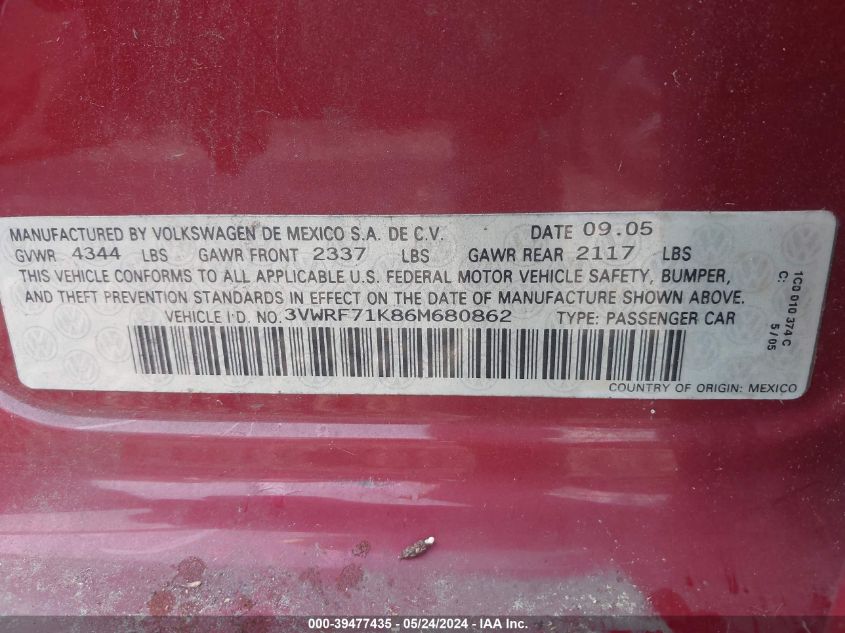 MANUFACTURED BY VOLKSWAGEN DE MEXICO S.A. DE C.V. DATE 09.05
GVWR 4344 LBS GAWR FRONT 2337 LBS GAWR REAR 2117 LBS
THIS VEHICLE CONFORMS TO ALL APPLICABLE U.S. FEDERAL MOTOR VEHICLE SAFETY, BUMPER,
AND THEFT PREVENTION STANDARDS IN EFFECT ON THE DATE OF MANUFACTURE SHOWN ABOVE.
VEHICLE I.D. NO. 3VWRF71K86M680862 TYPE: PASSENGER CAR
COUNTRY OF ORIGIN: MEXICO
1C0 010 374 C
C: 5/05
000-39477435 - 05/24/2024 - IAA Inc.